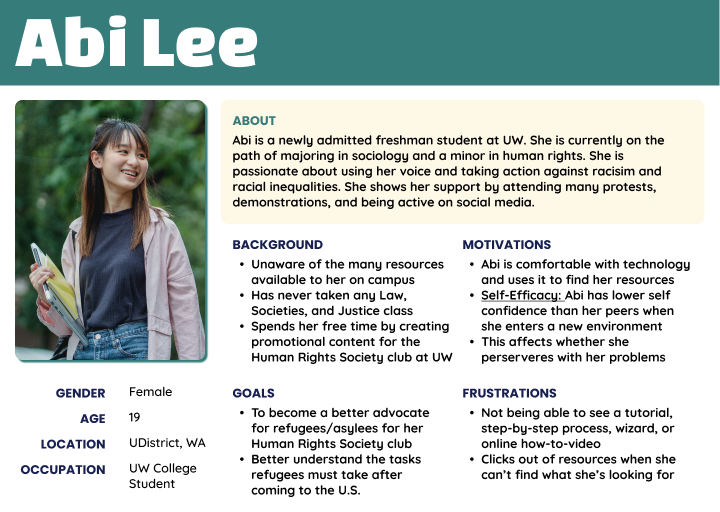 Abi Lee
ABOUT
Abi is a newly admitted freshman student at UW. She is currently on the
path of majoring in sociology and a minor in human rights. She is
passionate about using her voice and taking action against racisim and
racial inequalities. She shows her support by attending many protests,
demonstrations, and being active on social media.
BACKGROUND
• Unaware of the many resources
available to her on campus
• Has never taken any Law,
Societies, and Justice class
• Spends her free time by creating
promotional content for the
Human Rights Society club at UW
MOTIVATIONS
• Abi is comfortable with technology
and uses it to find her resources
• Self-Efficacy: Abi has lower self
confidence than her peers when
she enters a new environment
• This affects whether she
perserveres with her problems
GENDER Female
AGE 19
LOCATION UDistrict, WA
OCCUPATION UW College
Student
GOALS
• To become a better advocate
for refugees/asylees for her
Human Rights Society club
• Better understand the tasks
refugees must take after
coming to the U.S.
FRUSTRATIONS
• Not being able to see a tutorial,
step-by-step process, wizard, or
online how-to-video
• Clicks out of resources when she
can't find what she's looking for